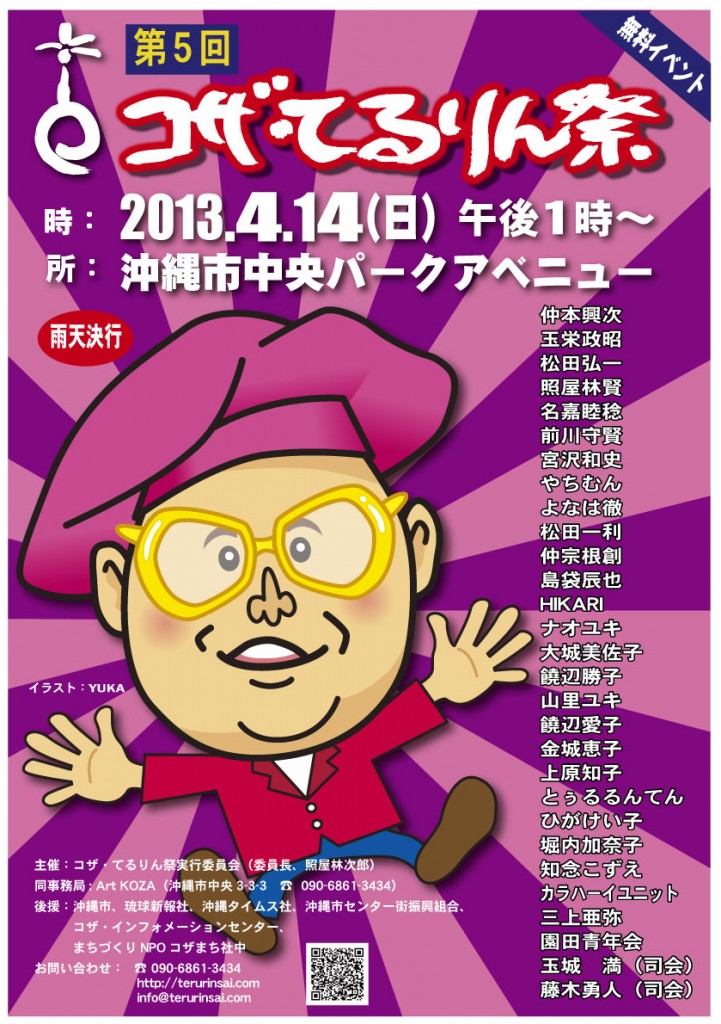 第5回
無料イベント
コザ・てるりん祭
時： 2013.4.14(日) 午後1時～
所： 沖縄市中央パークアベニュー
雨天決行
仲本興次
玉栄政昭
松田弘一
照屋林賢
名嘉睦稔
前川守賢
宮沢和史
やちむん
よなは徹
松田一利
仲宗根創
島袋辰也
HIKARI
ナオユキ
大城美佐子
饒辺勝子
山里ユキ
饒辺愛子
金城恵子
上原知子
とぅるるんてん
ひがけい子
堀内加奈子
知念こずえ
カラハーイユニット
三上亜弥
園田青年会
玉城　満（司会）
藤木勇人（司会）
イラスト：YUKA
主催：コザ・てるりん祭実行委員会（委員長、照屋林次郎）
同事務局：Art KOZA（沖縄市中央 3-3-3　☎ 090-6861-3434）
後援：沖縄市、琉球新報社、沖縄タイムス社、沖縄市センター街振興組合、
コザ・インフォメーションセンター、
まちづくり NPO コザまち社中
お問い合わせ： ☎ 090-6861-3434
http://terurinsai.com
info@terurinsai.com